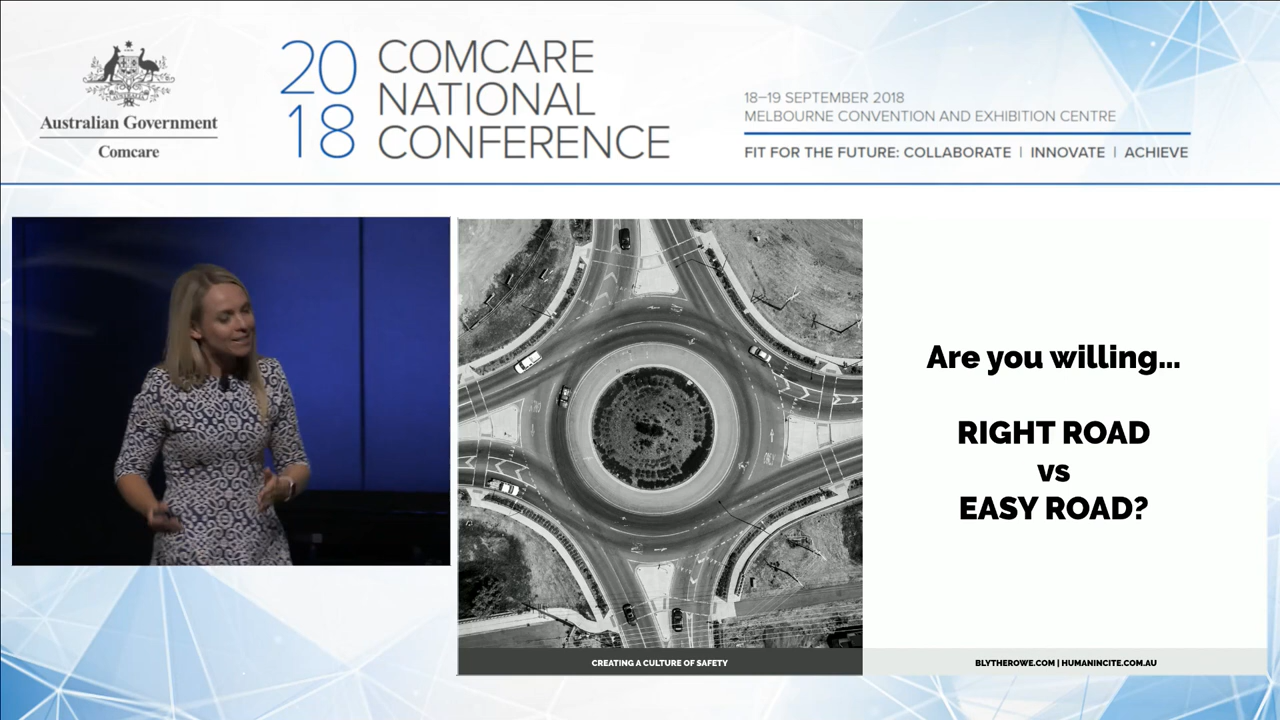 Australian Government
Comcare
20
18
COMCARE
NATIONAL
CONFERENCE
18–19 SEPTEMBER 2018
MELBOURNE CONVENTION AND EXHIBITION CENTRE
FIT FOR THE FUTURE: COLLABORATE | INNOVATE | ACHIEVE
Are you willing...
RIGHT ROAD
vs
EASY ROAD?
CREATING A CULTURE OF SAFETY
BLYTHEROWE.COM | HUMANINCITE.COM.AU